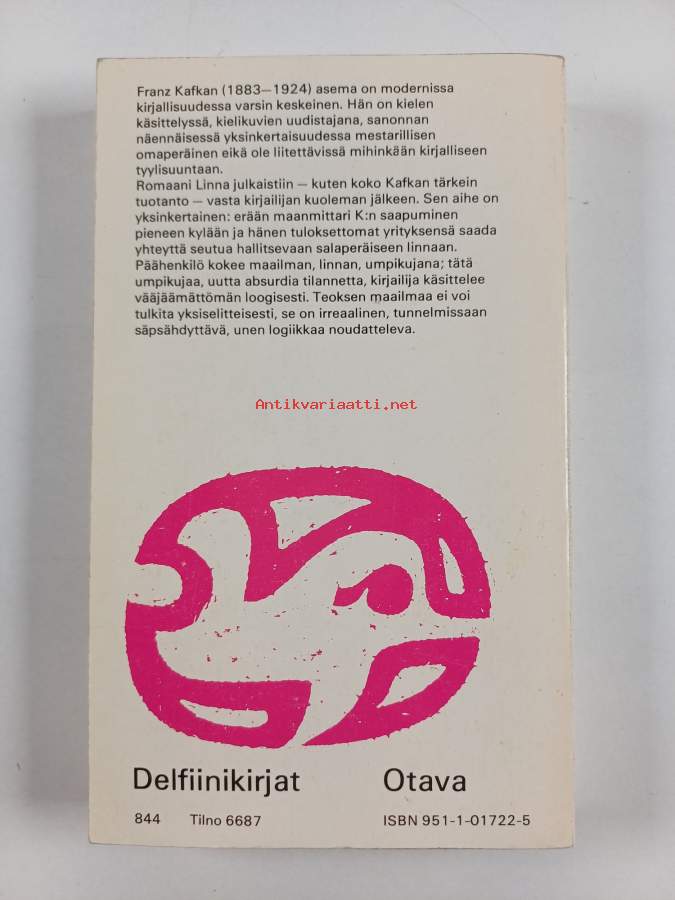 Franz Kafkan (1883–1924) asema on modernissa
kirjallisuudessa varsin keskeinen. Hän on kielen
käsittelyssä, kielikuvien uudistajana, sanonnan
näennäisessä yksinkertaisuudessa mestarillisen
omaperäinen eikä ole liitettävissä mihinkään kirjalliseen
tyylisuuntaan.
Romaani Linna julkaistiin – kuten koko Kafkan tärkein
tuotanto – vasta kirjailijan kuoleman jälkeen. Sen aihe on
yksinkertainen: erään maanmittari K:n saapuminen
pieneen kylään ja hänen tuloksettomat yrityksensä saada
yhteyttä seutua hallitsevaan salaperäiseen linnaan.
Päähenkilö kokee maailman, linnan, umpikujana; tätä
umpikujaa, uutta absurdia tilannetta, kirjailija käsittelee
vääjäämättömän loogisesti. Teoksen maailmaa ei voi
tulkita yksiselitteisesti, se on irreaalinen, tunnelmissaan
säpsähdyttävä, unen logiikkaa noudatteleva.
Antikvariaatti.net
Delfiinikirjat Otava
844 Tilno 6687 ISBN 951-1-01722-5